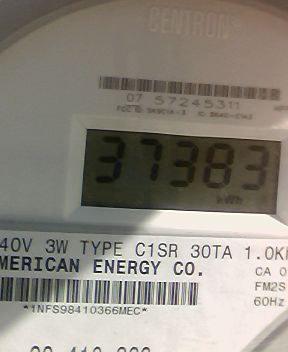 CENTRON
07 57245311
37383
kWh
40V 3W TYPE C1SR 30TA 1.0K
MERICAN ENERGY CO.
CA 0
FM2S
60Hz
*1NFS98410366MEC*